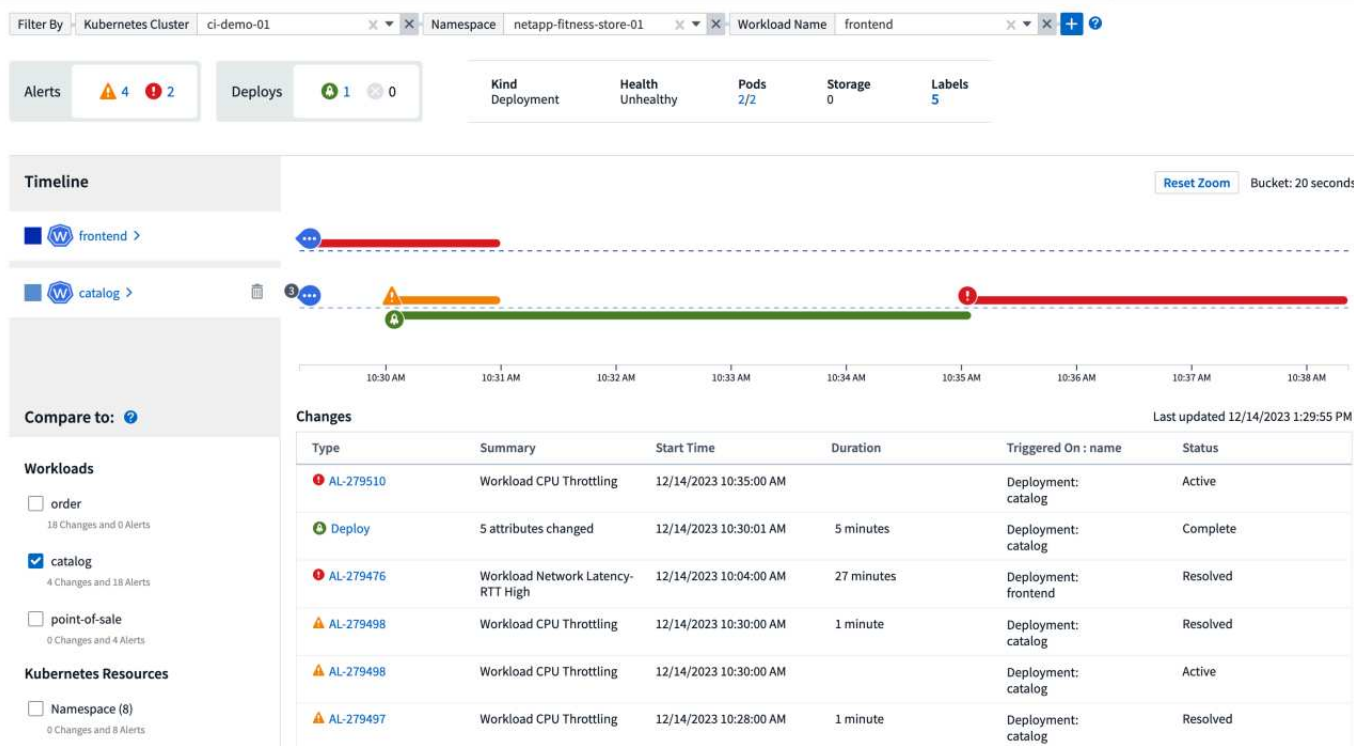 Filter By Kubernetes Cluster ci-demo-01 Namespace netapp-fitness-store-01 Workload Name frontend
Alerts 4 2 Deploys 1 0
Kind Health Pods Storage Labels
Deployment Unhealthy 2/2 0 5
Timeline
Reset Zoom Bucket: 20 seconds
W frontend >
W catalog > 3
10:30 AM 10:31 AM 10:32 AM 10:33 AM 10:34 AM 10:35 AM 10:36 AM 10:37 AM 10:38 AM
Compare to:
Workloads
order
18 Changes and 0 Alerts
catalog
4 Changes and 18 Alerts
point-of-sale
0 Changes and 4 Alerts
Kubernetes Resources
Namespace (8)
0 Changes and 8 Alerts
Changes Last updated 12/14/2023 1:29:55 PM
Type Summary Start Time Duration Triggered On : name Status
AL-279510 Workload CPU Throttling 12/14/2023 10:35:00 AM Deployment: Active
catalog
Deploy 5 attributes changed 12/14/2023 10:30:01 AM 5 minutes Deployment: Complete
catalog
AL-279476 Workload Network Latency- 12/14/2023 10:04:00 AM 27 minutes Deployment: Resolved
RTT High frontend
AL-279498 Workload CPU Throttling 12/14/2023 10:30:00 AM 1 minute Deployment: Resolved
catalog
AL-279498 Workload CPU Throttling 12/14/2023 10:30:00 AM Deployment: Active
catalog
AL-279497 Workload CPU Throttling 12/14/2023 10:28:00 AM 1 minute Deployment: Resolved
catalog